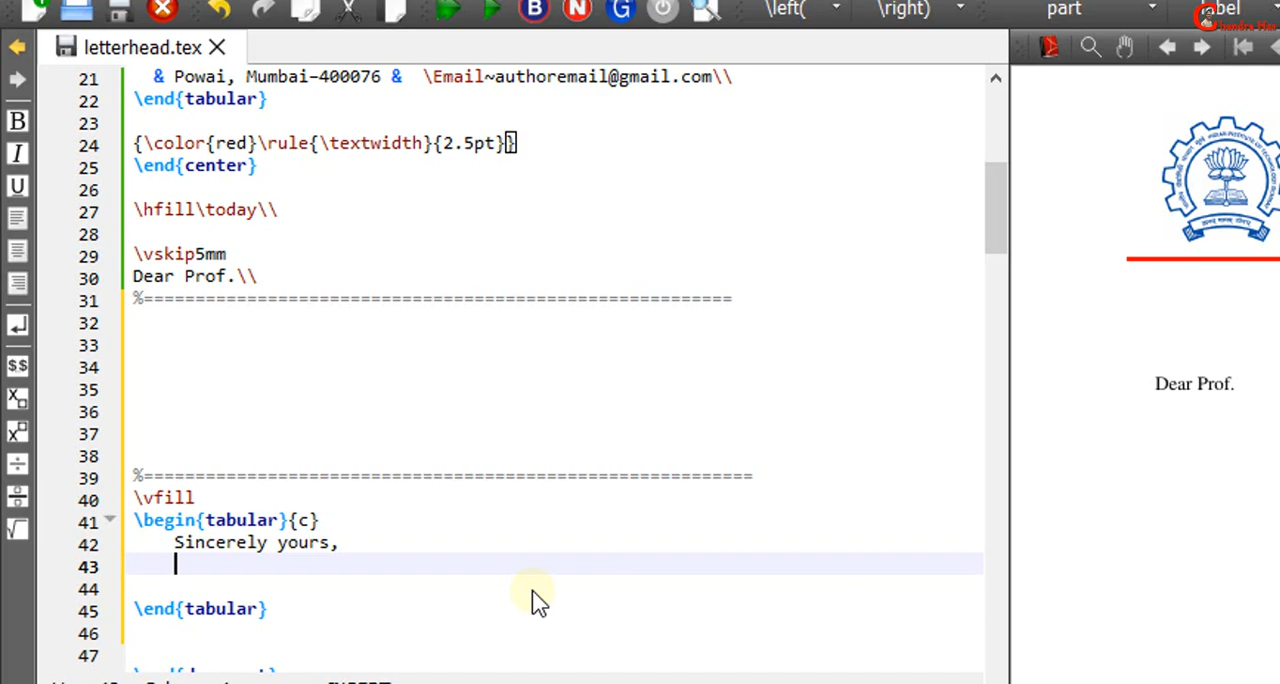 \left( \right) part label
Chandra Has
letterhead.tex
21 & Powai, Mumbai-400076 & \Email~authoremail@gmail.com\\
22 \end{tabular}
23
24 {\color{red}\rule{\textwidth}{2.5pt}}
25 \end{center}
26
27 \hfill\today\\
28
29 \vskip5mm
30 Dear Prof.\\
31 %=========================================================
32
33
34
35
36
37
38
39 %===========================================================
40 \vfill
41 \begin{tabular}{c}
42 Sincerely yours,
43
44
45 \end{tabular}
46
47
B
I
U
$$
B N G
Dear Prof.